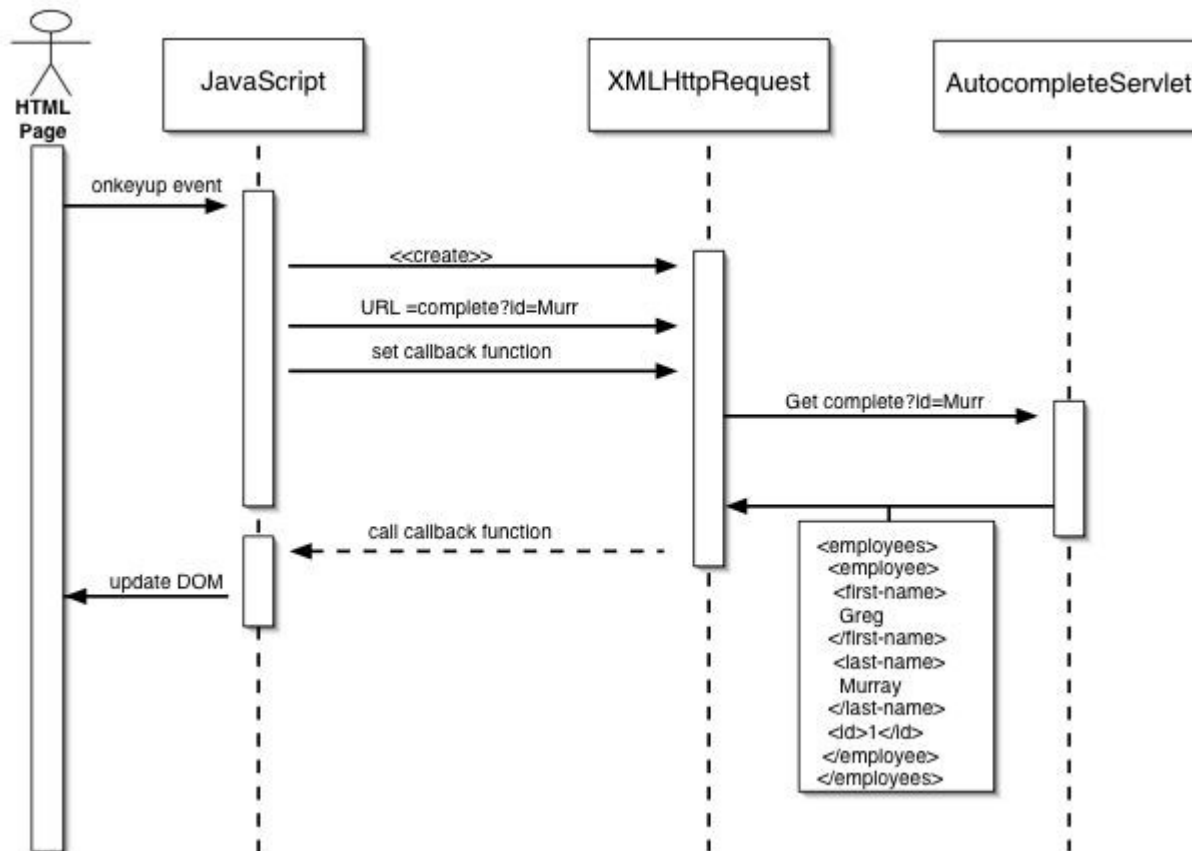 HTML
Page
JavaScript
XMLHttpRequest
AutocompleteServlet
onkeyup event
<<create>>
URL =complete?id=Murr
set callback function
Get complete?id=Murr
<employees>
<employee>
<first-name>
Greg
</first-name>
<last-name>
Murray
</last-name>
<id>1</id>
</employee>
</employees>
call callback function
update DOM